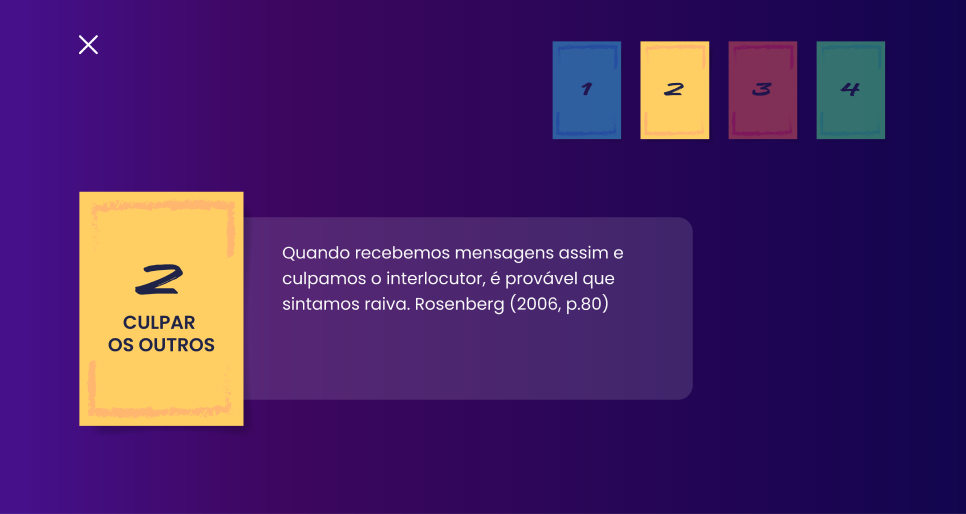 1
2
3
4
2
CULPAR
OS OUTROS
Quando recebemos mensagens assim e
culpamos o interlocutor, é provável que
sintamos raiva. Rosenberg (2006, p.80)